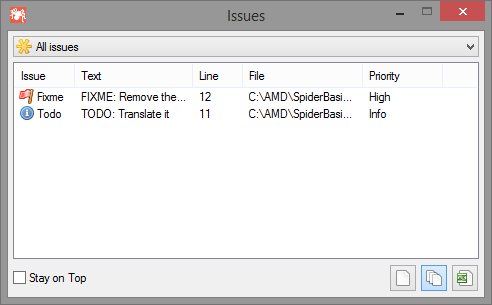 Issues
All issues
Issue Text Line File Priority
Fixme FIXME: Remove the... 12 C:\AMD\SpiderBasi... High
Todo TODO: Translate it 11 C:\AMD\SpiderBasi... Info
Stay on Top